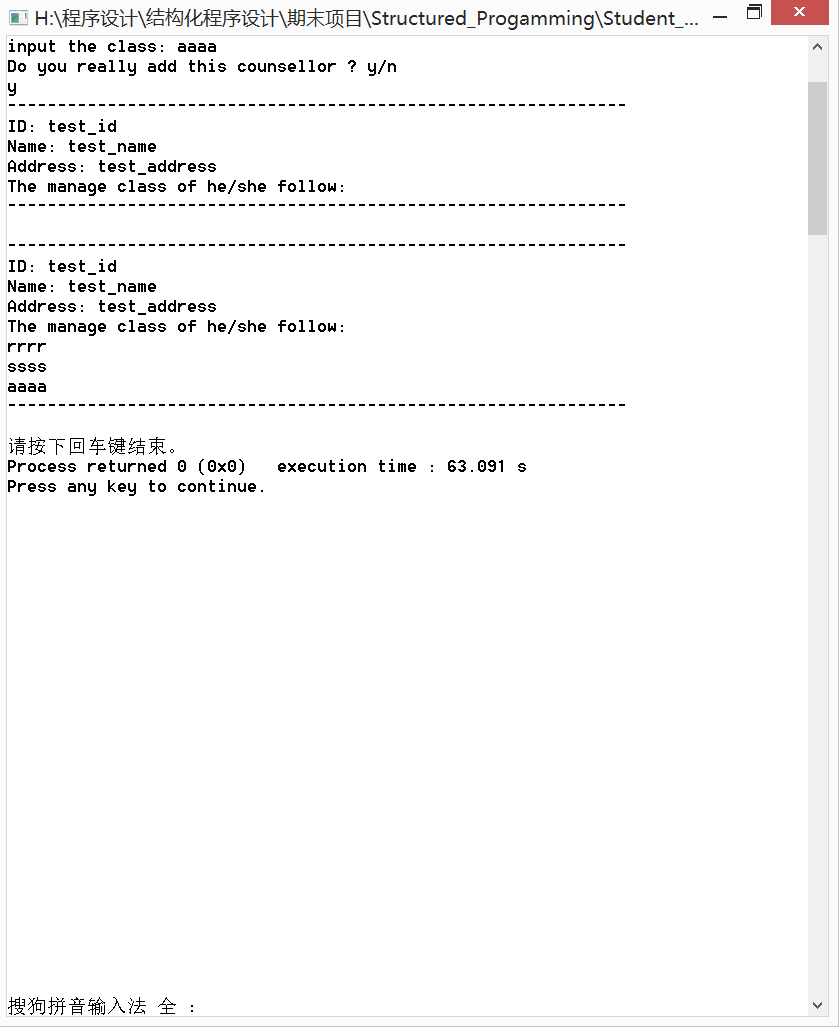 H:\程序设计\结构化程序设计\期末项目\Structured_Progamming\Student_...
input the class: aaaa
Do you really add this counsellor ? y/n
y
--------------------------------------------------------------
ID: test_id
Name: test_name
Address: test_address
The manage class of he/she follow:
--------------------------------------------------------------
--------------------------------------------------------------
ID: test_id
Name: test_name
Address: test_address
The manage class of he/she follow:
rrrr
ssss
aaaa
--------------------------------------------------------------
请按下回车键结束。
Process returned 0 (0x0)   execution time : 63.091 s
Press any key to continue.
搜狗拼音输入法 全 :